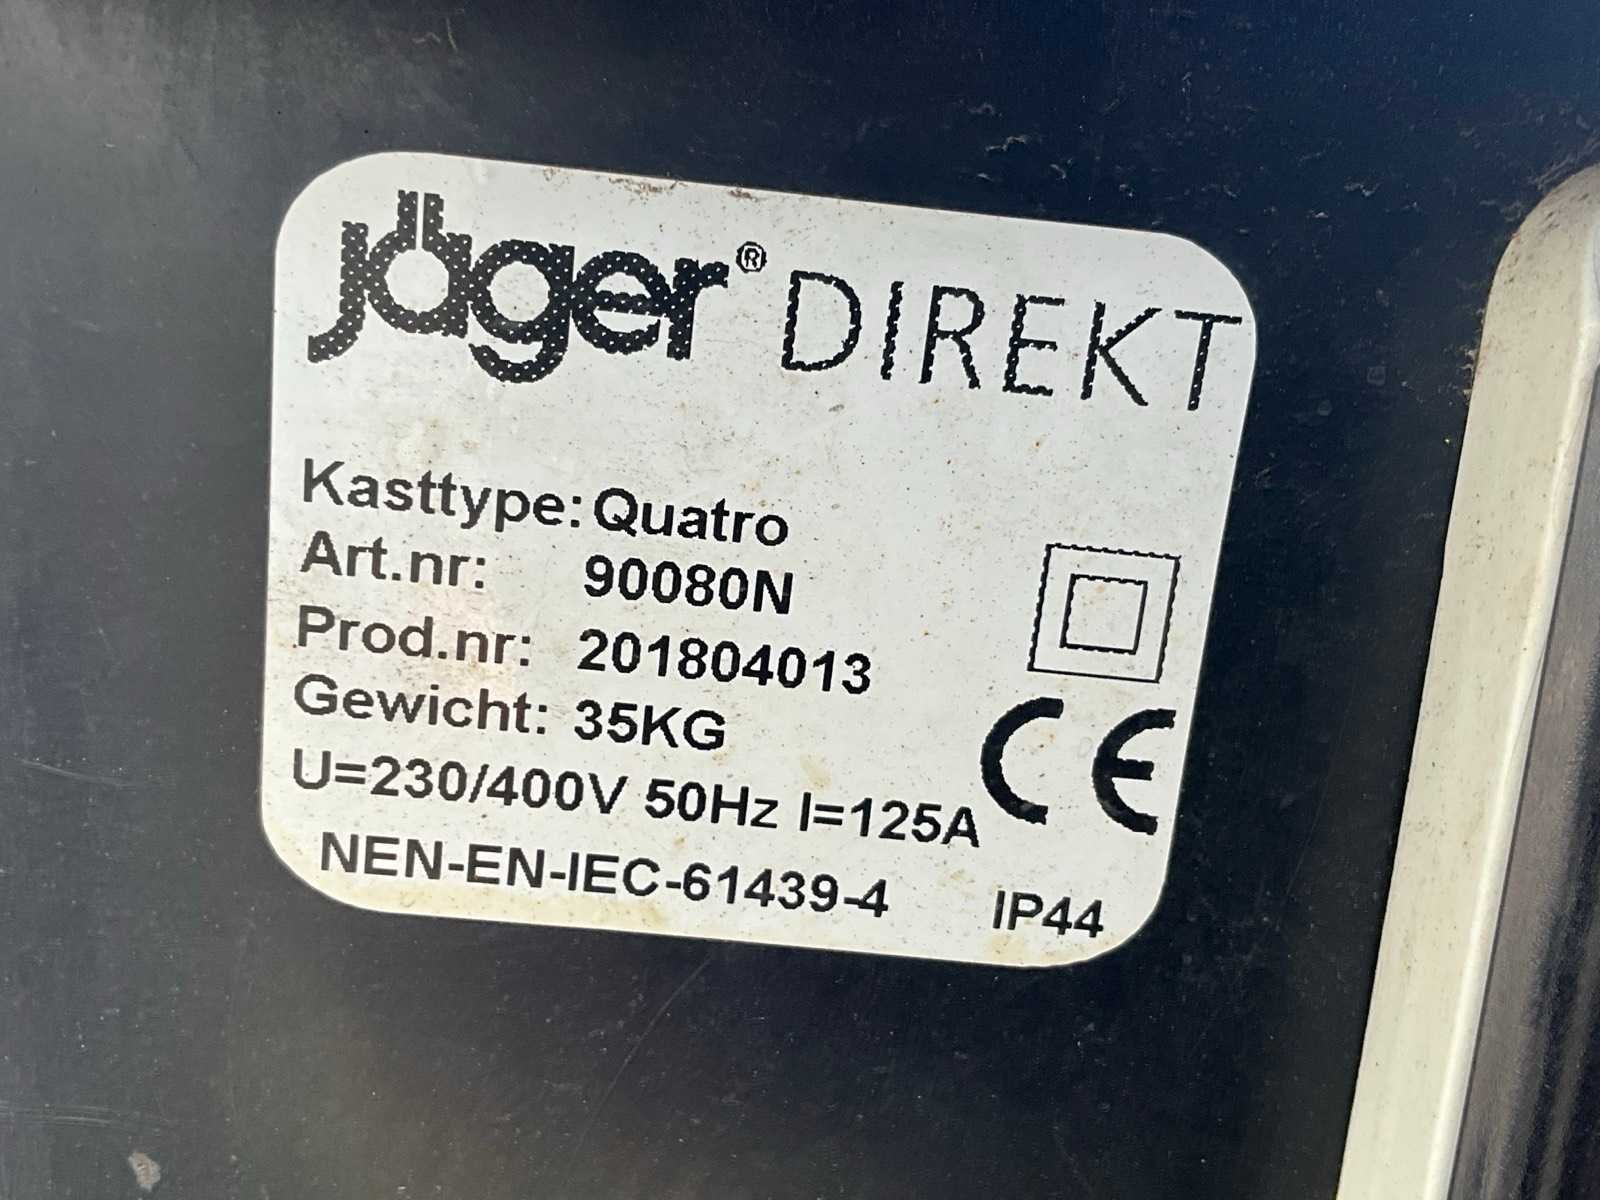 jäger® DIREKT
Kasttype: Quatro
Art.nr: 90080N
Prod.nr: 201804013
Gewicht: 35KG
U=230/400V 50Hz I=125A
CE
NEN-EN-IEC-61439-4 IP44